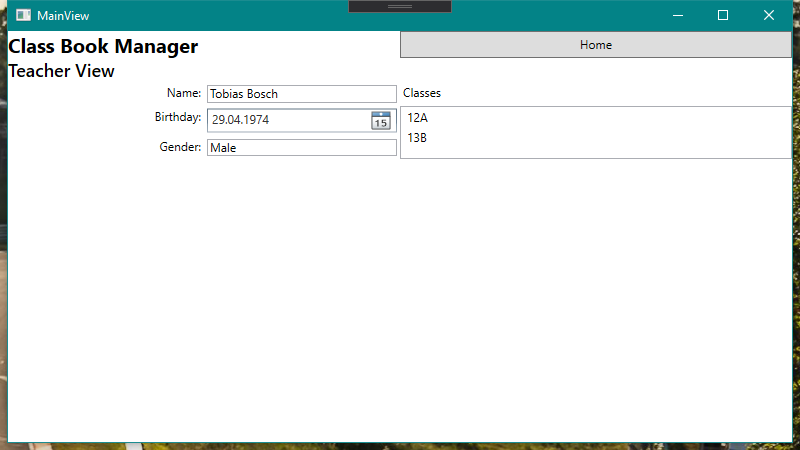 MainView
Class Book Manager
Home
Teacher View
Name: Tobias Bosch
Classes
Birthday: 29.04.1974 15
12A
13B
Gender: Male